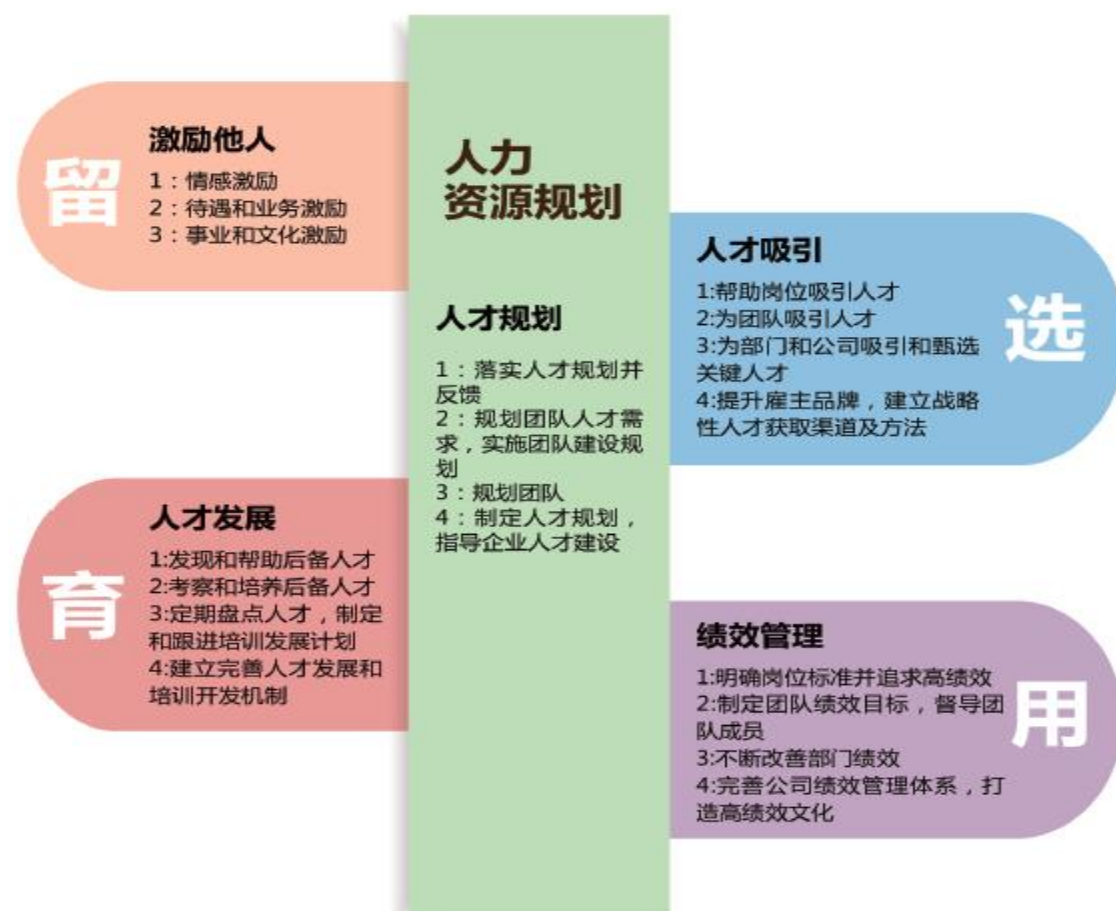 人力
资源规划
人才规划
1：落实人才规划并
反馈
2：规划团队人才需
求，实施团队建设规
划
3：规划团队
4：制定人才规划，
指导企业人才建设
留
激励他人
1：情感激励
2：待遇和业务激励
3：事业和文化激励
选
人才吸引
1:帮助岗位吸引人才
2:为团队吸引人才
3:为部门和公司吸引和甄选
关键人才
4:提升雇主品牌，建立战略
性人才获取渠道及方法
育
人才发展
1:发现和帮助后备人才
2:考察和培养后备人才
3:定期盘点人才，制定
和跟进培训发展计划
4:建立完善人才发展和
培训开发机制
用
绩效管理
1:明确岗位标准并追求高绩效
2:制定团队绩效目标，督导团
队成员
3:不断改善部门绩效
4:完善公司绩效管理体系，打
造高绩效文化